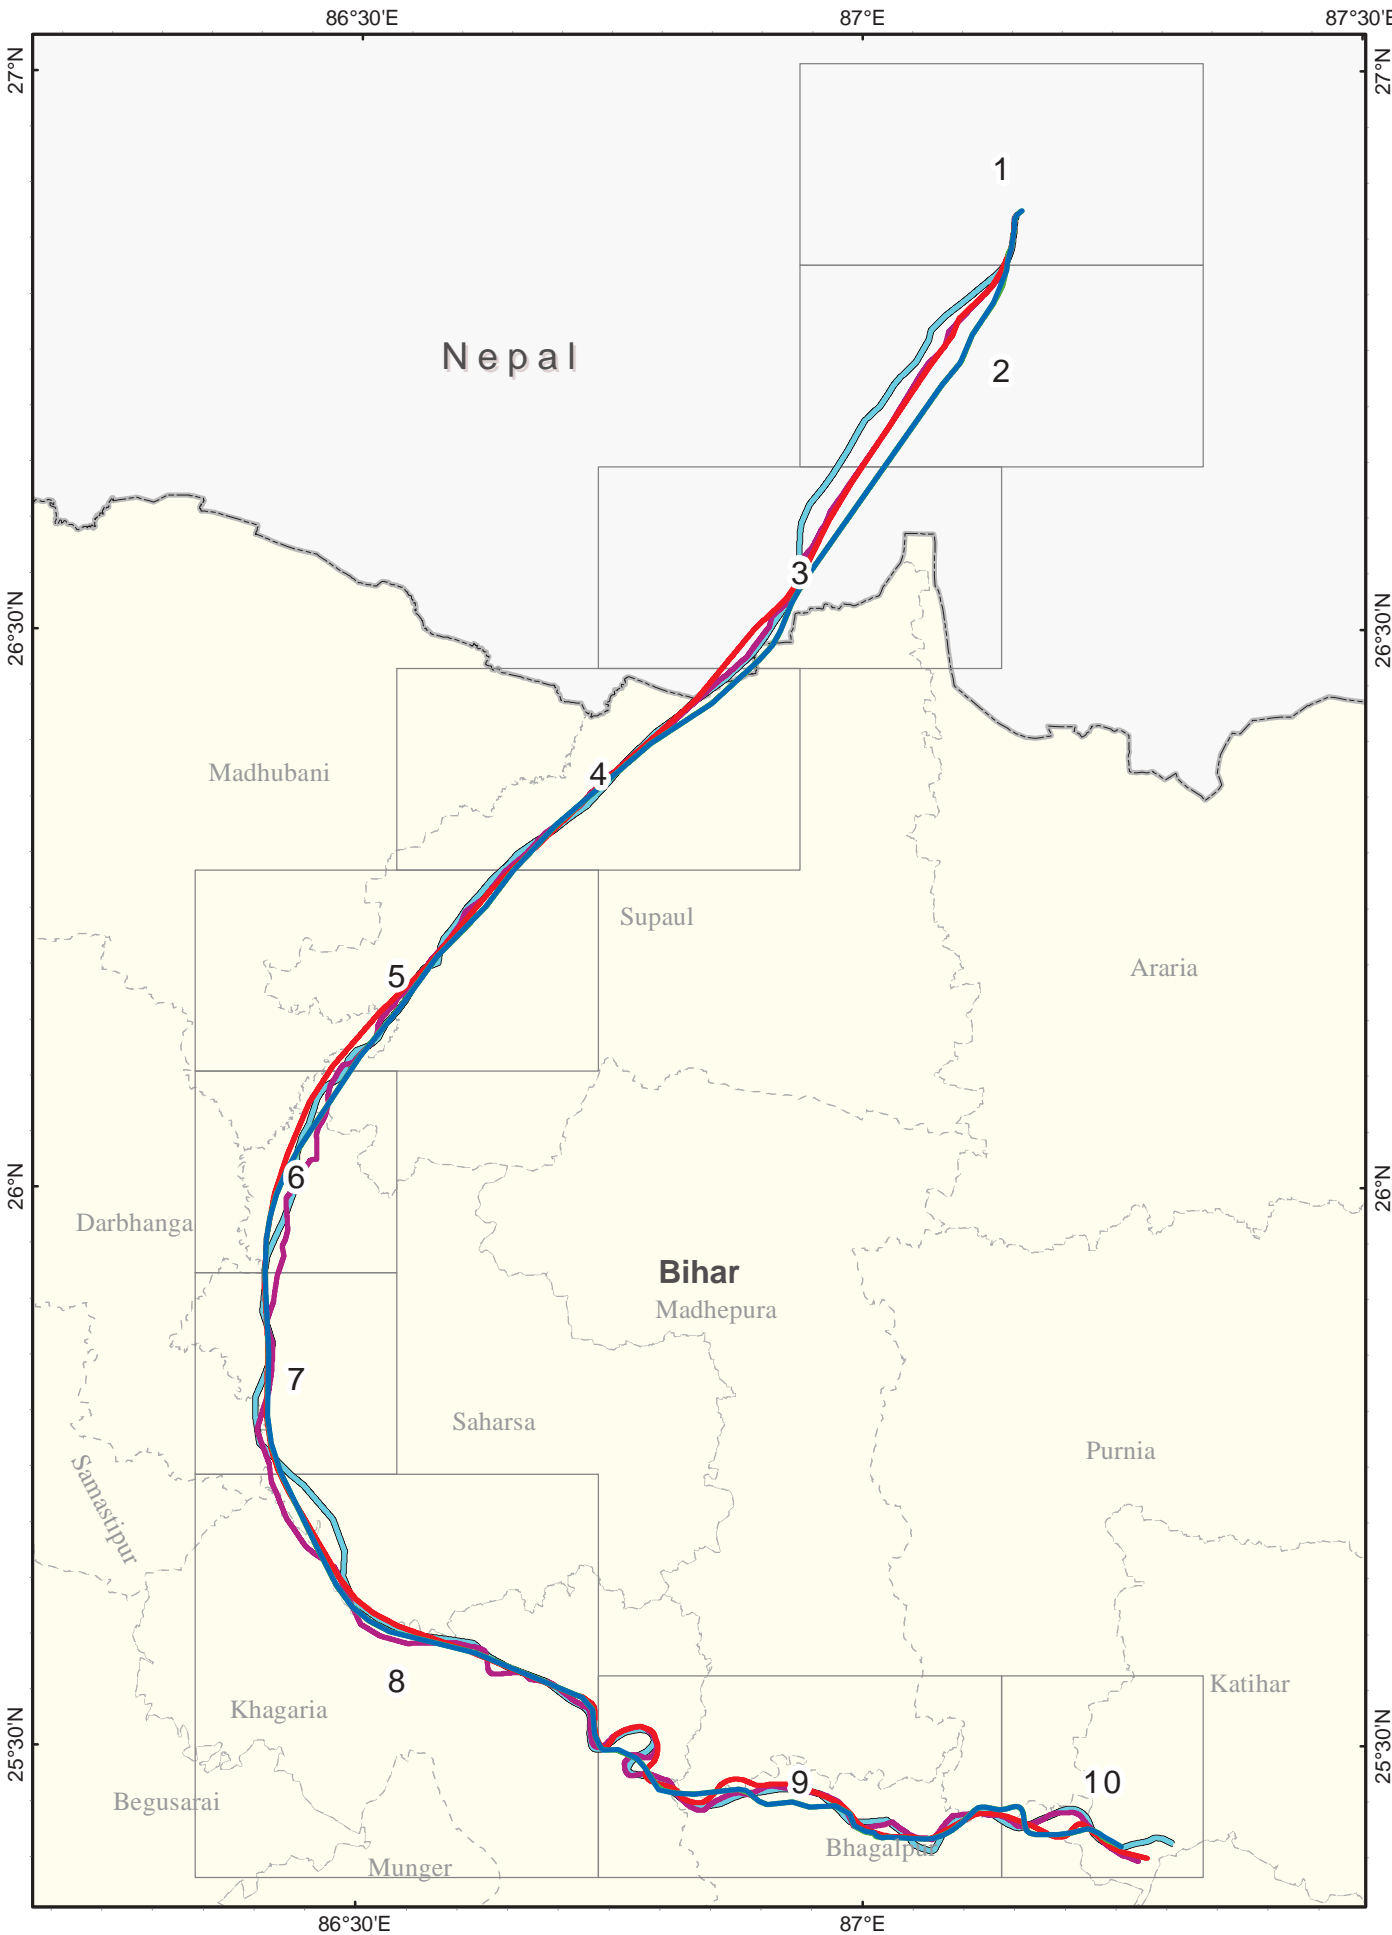 86°30'E
87°E
87°30'E
27°N
27°N
1
Nepal
2
3
26°30'N
26°30'N
4
Madhubani
Supaul
5
Araria
6
26°N
26°N
Darbhanga
Bihar
Madhepura
7
Saharsa
Purnia
Samastipur
8
Katihar
Khagaria
25°30'N
25°30'N
9
10
Begusarai
Bhagalpur
Munger
86°30'E
87°E